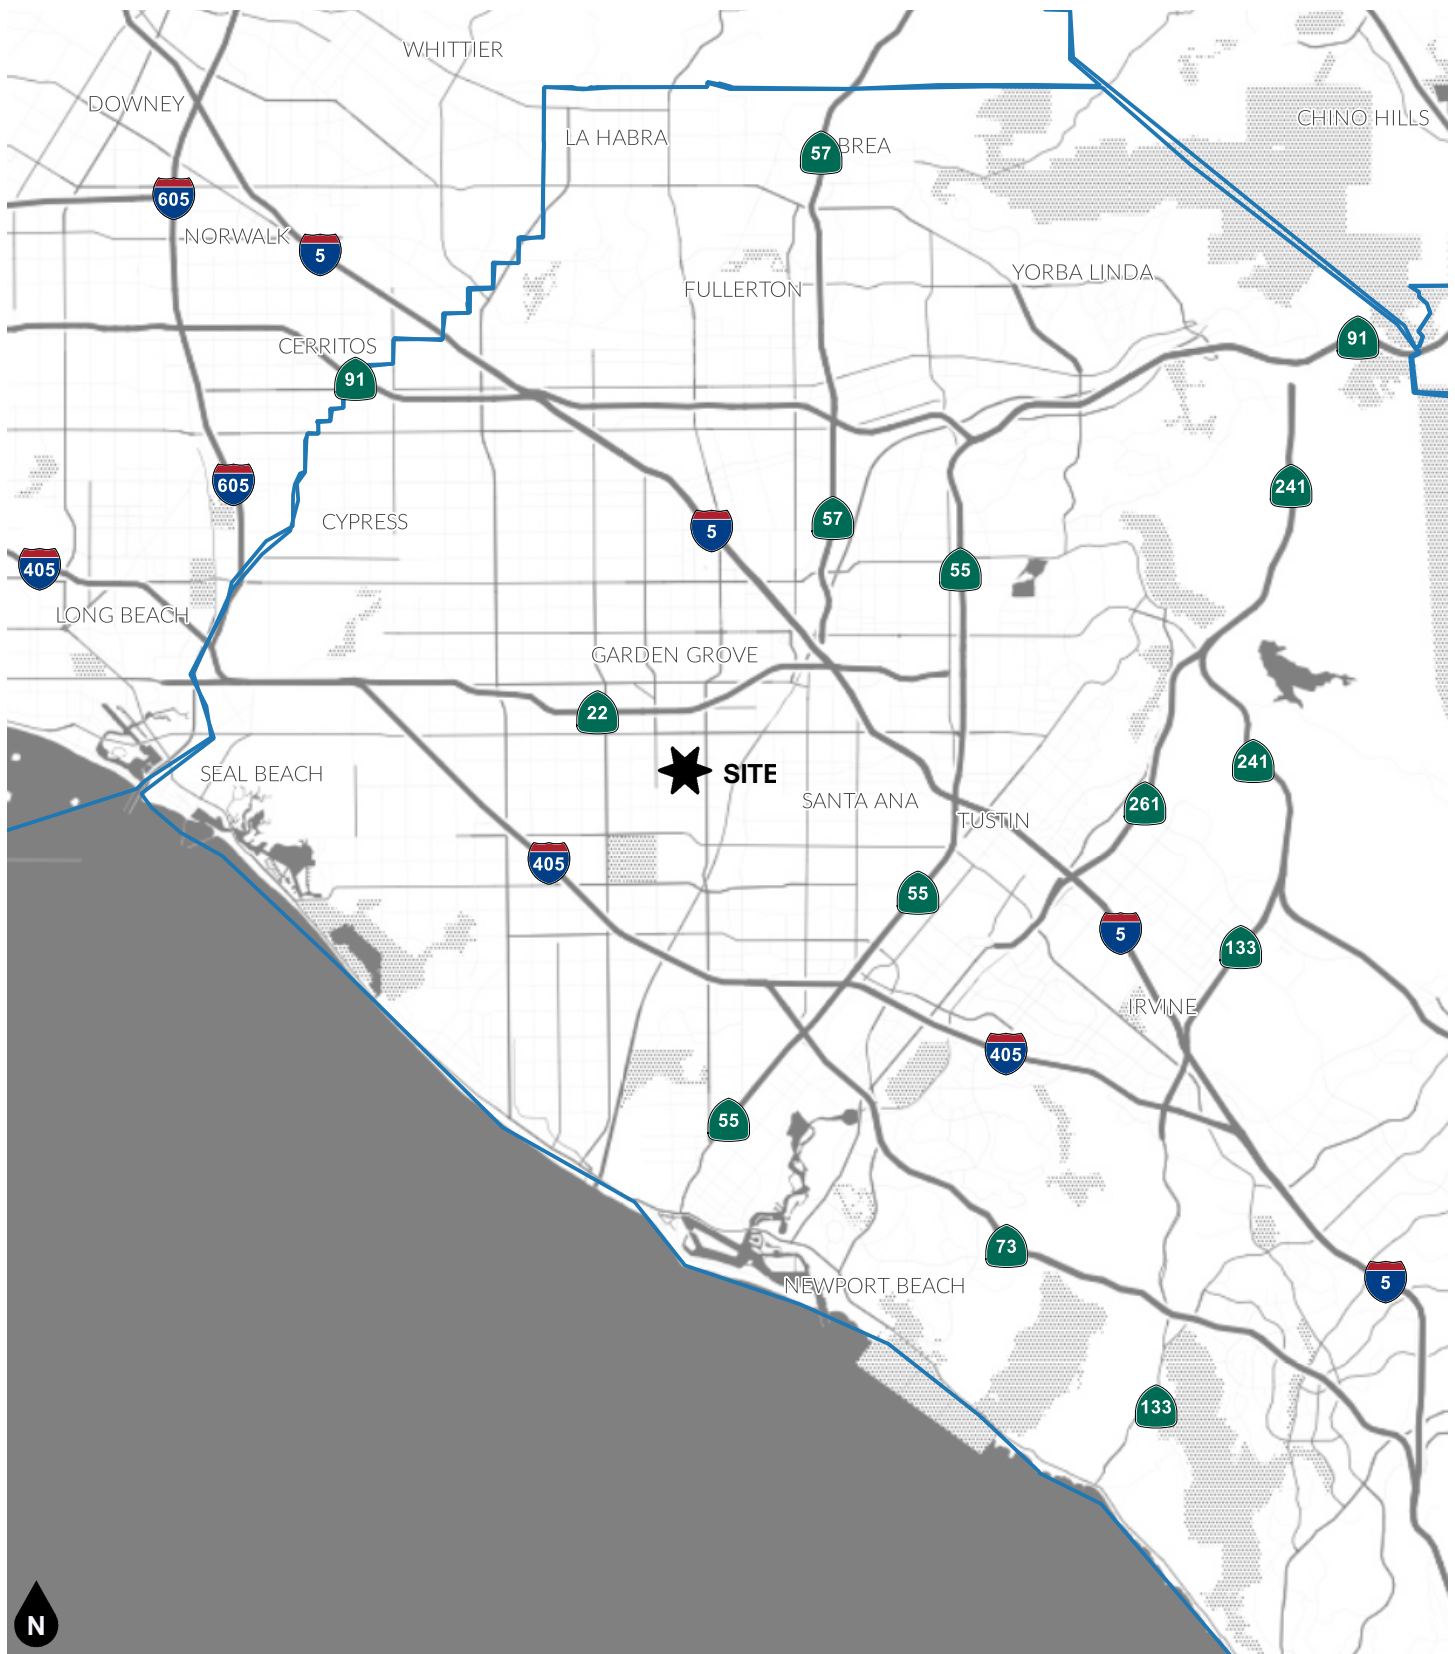 WHITTIER
DOWNEY
CHINO HILLS
LA HABRA
57
BREA
605
NORWALK
5
YORBA LINDA
FULLERTON
CERRITOS
91
91
605
241
CYPRESS
57
5
405
55
LONG BEACH
GARDEN GROVE
22
241
SEAL BEACH
SITE
SANTA ANA
261
TUSTIN
405
55
5
133
IRVINE
405
55
73
5
NEWPORT BEACH
133
N